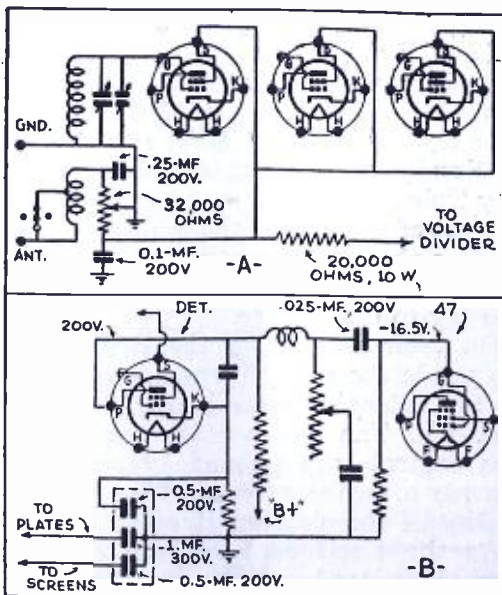 GND.
.25-MF.
200V.
32,000
OHMS
ANT.
0.1-MF.
200V
-A-
20,000
OHMS, 10 W,
TO
VOLTAGE
DIVIDER
G
S
P
K
H
H
G
S
P
K
H
H
G
S
P
K
H
H
200V.
DET.
.025-MF, 200V
-16.5V.
47
G
S
P
K
H
H
G
P
S
F
F
"B+"
0.5-MF.
200V.
TO
PLATES
-1. MF.
300V.
TO
SCREENS
0.5-MF. 200V.
-B-